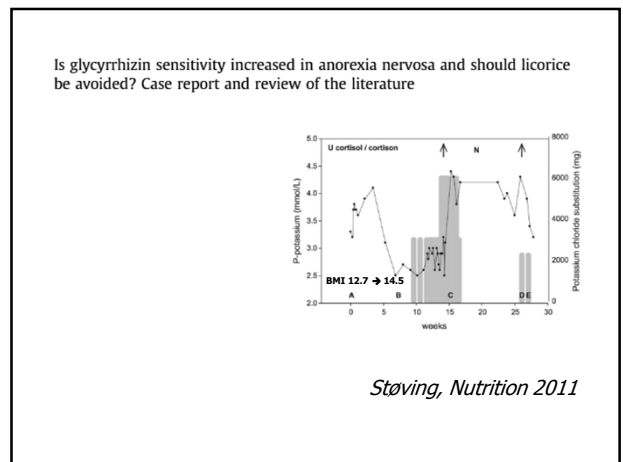 Is glycyrrhizin sensitivity increased in anorexia nervosa and should licorice
be avoided? Case report and review of the literature
U cortisol / cortison
N
5.0
4.5
4.0
3.5
3.0
2.5
2.0
P-potassium (mmol/L)
8000
6000
4000
2000
0
Potassium chloride substitution (mg)
BMI 12.7 → 14.5
A
B
C
D E
0 5 10 15 20 25 30
weeks
Støving, Nutrition 2011